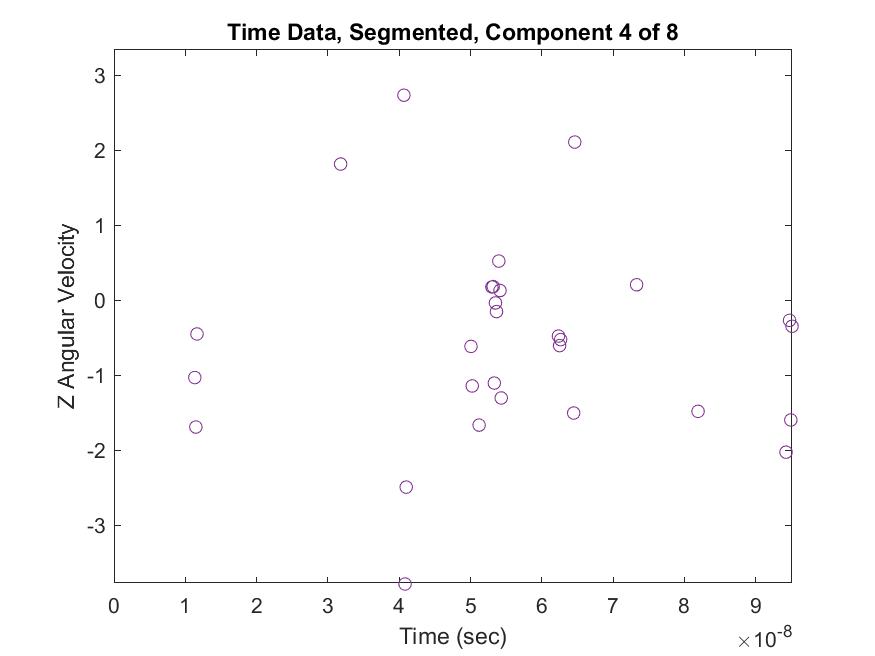 Time Data, Segmented, Component 4 of 8
3
2
1
0
-1
-2
-3
Z Angular Velocity
0 1 2 3 4 5 6 7 8 9
Time (sec)
×10-8